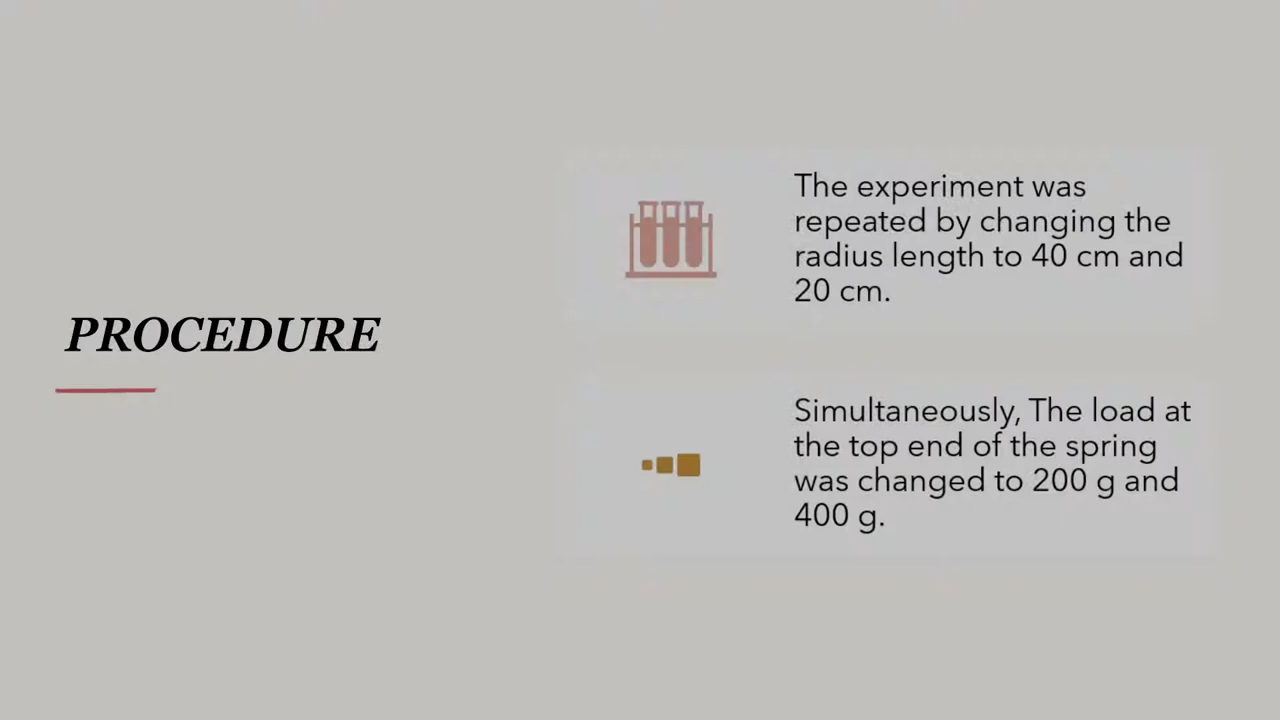 PROCEDURE
The experiment was
repeated by changing the
radius length to 40 cm and
20 cm.
Simultaneously, The load at
the top end of the spring
was changed to 200 g and
400 g.